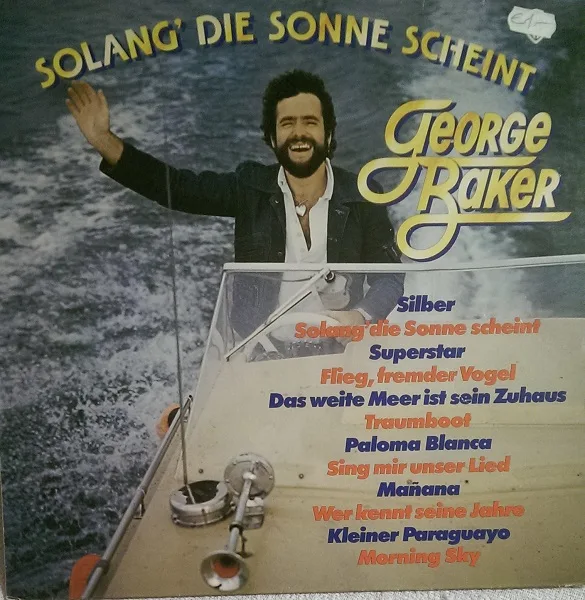 SOLANG' DIE SONNE SCHEINT
€1,-
GEORGE
BAKER
Silber
Solang' die Sonne scheint
Superstar
Flieg, fremder Vogel
Das weite Meer ist sein Zuhaus
Traumboot
Paloma Blanca
Sing mir unser Lied
Mañana
Wer kennt seine Jahre
Kleiner Paraguayo
Morning Sky